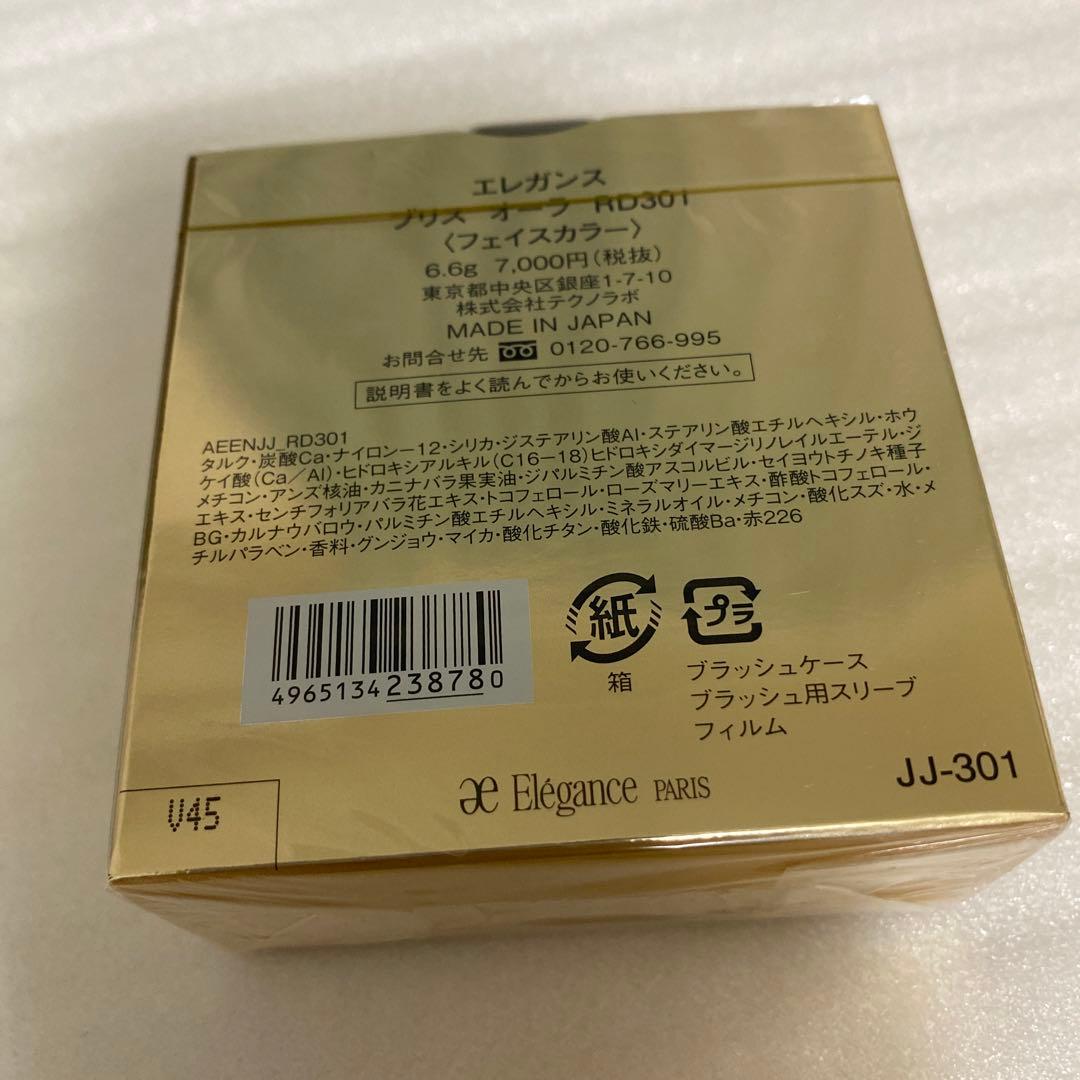 エレガンス
ブリス オーラ RD301
〈フェイスカラー〉
6.6g 7,000円(税抜)
東京都中央区銀座1-7-10
株式会社テクノラボ
MADE IN JAPAN
お問合せ先 0120-766-995
説明書をよく読んでからお使いください。
AEENJJ_RD301
タルク・炭酸Ca・ナイロン−12・シリカ・ジステアリン酸Al・ステアリン酸エチルヘキシル・ホウ
ケイ酸(Ca/Al)・ヒドロキシアルキル(C16−18)ヒドロキシダイマージリノレイルエーテル・ジ
メチコン・アンズ核油・カニナバラ果実油・ジパルミチン酸アスコルビル・セイヨウトチノキ種子
エキス・センチフォリアバラ花エキス・トコフェロール・ローズマリーエキス・酢酸トコフェロール・
BG・カルナウバロウ・パルミチン酸エチルヘキシル・ミネラルオイル・メチコン・酸化スズ・水・メ
チルパラベン・香料・グンジョウ・マイカ・酸化チタン・酸化鉄・硫酸Ba・赤226
4965134238780
紙
箱
プラ
ブラッシュケース
ブラッシュ用スリーブ
フィルム
V45
æ Elégance PARIS
JJ-301